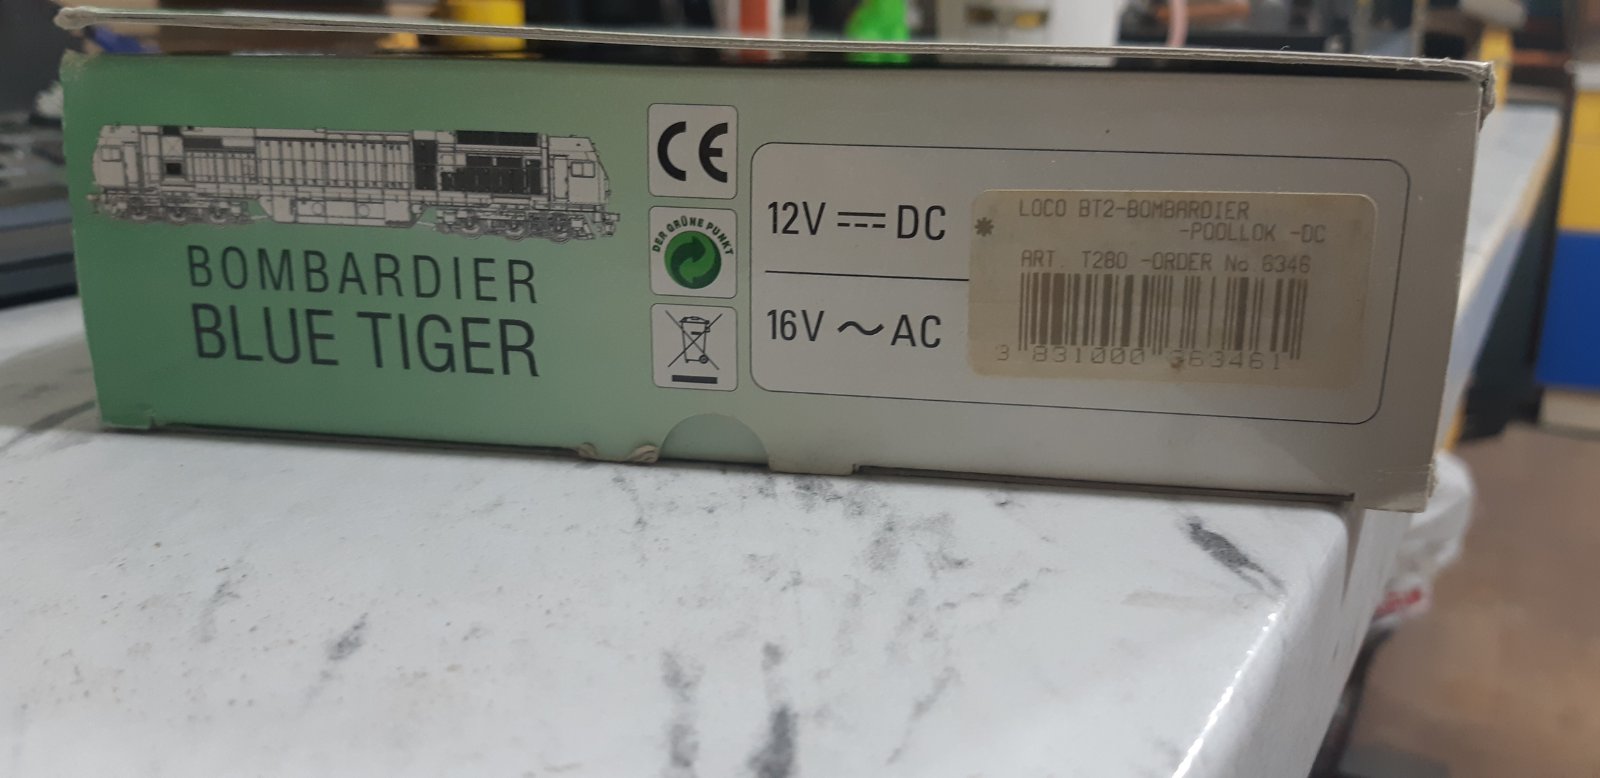 BOMBARDIER
BLUE TIGER
CE
DER GRÜNE PUNKT
12V DC
16V ~ AC
LOCO BT2-BOMBARDIER
* -POOLLOK -DC
ART. T280 -ORDER No.6346
3 831000 663461